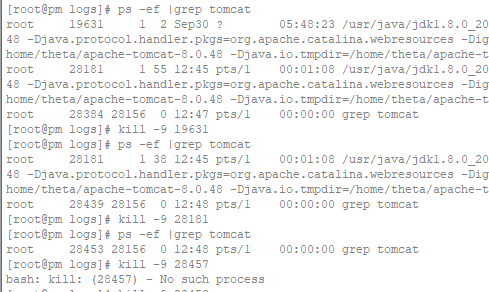 [root@pm logs]# ps -ef |grep tomcat
root     19631     1  2 Sep30 ?        05:48:23 /usr/java/jdk1.8.0_20
48 -Djava.protocol.handler.pkgs=org.apache.catalina.webresources -Dig
home/theta/apache-tomcat-8.0.48 -Djava.io.tmpdir=/home/theta/apache-t
root     28181     1 55 12:45 pts/1    00:01:08 /usr/java/jdk1.8.0_20
48 -Djava.protocol.handler.pkgs=org.apache.catalina.webresources -Dig
home/theta/apache-tomcat-8.0.48 -Djava.io.tmpdir=/home/theta/apache-t
root     28384 28156  0 12:47 pts/1    00:00:00 grep tomcat
[root@pm logs]# kill -9 19631
[root@pm logs]# ps -ef |grep tomcat
root     28181     1 38 12:45 pts/1    00:01:08 /usr/java/jdk1.8.0_20
48 -Djava.protocol.handler.pkgs=org.apache.catalina.webresources -Dig
home/theta/apache-tomcat-8.0.48 -Djava.io.tmpdir=/home/theta/apache-t
root     28439 28156  0 12:48 pts/1    00:00:00 grep tomcat
[root@pm logs]# kill -9 28181
[root@pm logs]# ps -ef |grep tomcat
root     28453 28156  0 12:48 pts/1    00:00:00 grep tomcat
[root@pm logs]# kill -9 28457
bash: kill: (28457) - No such process